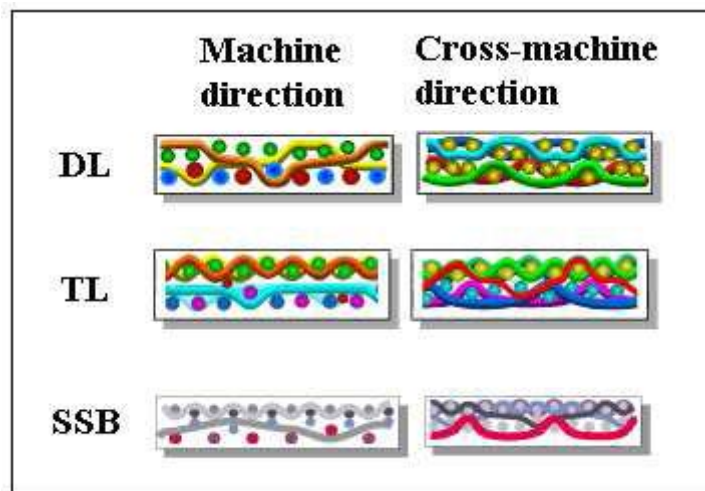 Machine
direction
Cross-machine
direction
DL
TL
SSB